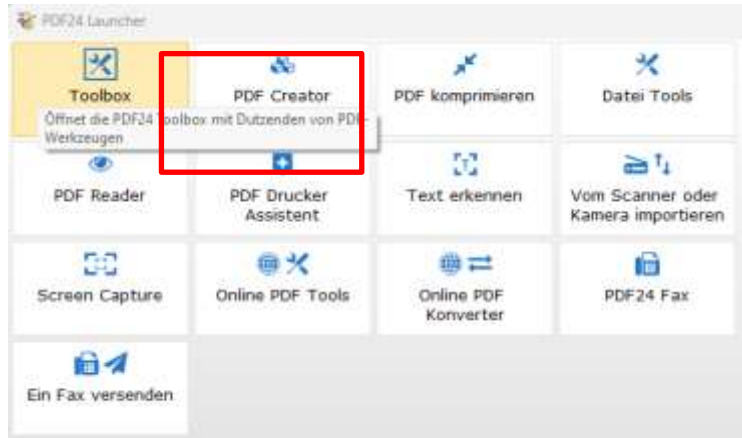 PDF24 Launcher
Toolbox
PDF Creator
PDF komprimieren
Datei Tools
Öffnet die PDF24 Toolbox mit Dutzenden von PDF-
Werkzeugen
PDF Reader
PDF Drucker
Assistent
Text erkennen
Vom Scanner oder
Kamera importieren
Screen Capture
Online PDF Tools
Online PDF
Konverter
PDF24 Fax
Ein Fax versenden